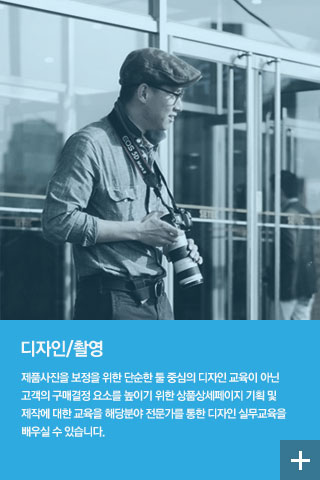 EOS 5D
디자인/촬영
제품사진을 보정을 위한 단순한 툴 중심의 디자인 교육이 아닌
고객의 구매결정 요소를 높이기 위한 상품상세페이지 기획 및
제작에 대한 교육을 해당분야 전문가를 통한 디자인 실무교육을
배우실 수 있습니다.